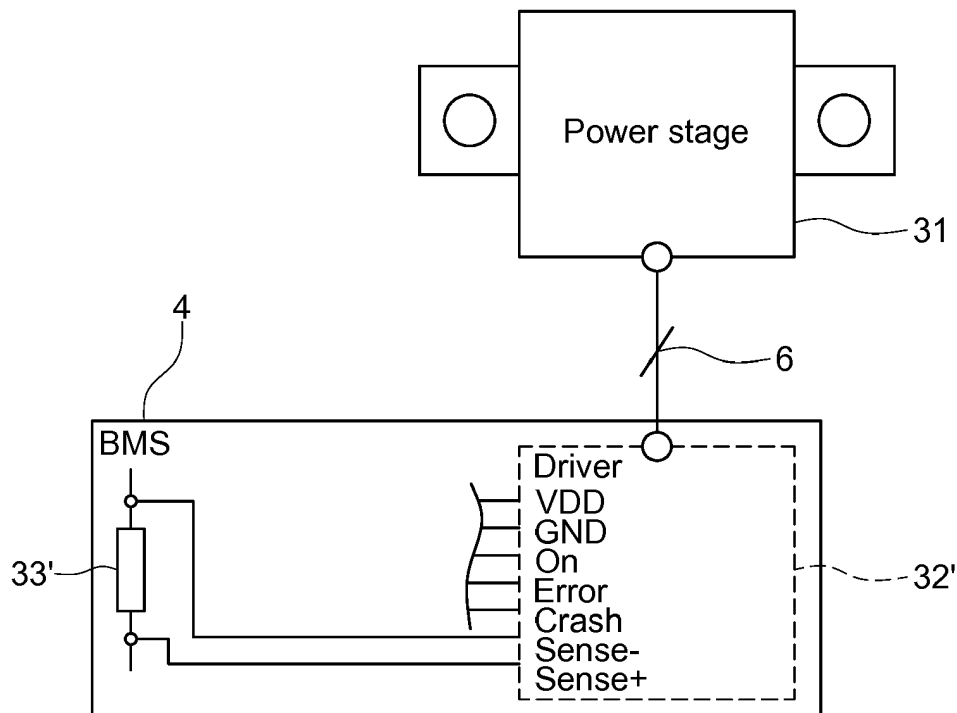 Power stage
31
4
6
BMS
Driver
VDD
GND
On
Error
Crash
Sense-
Sense+
33'
32'